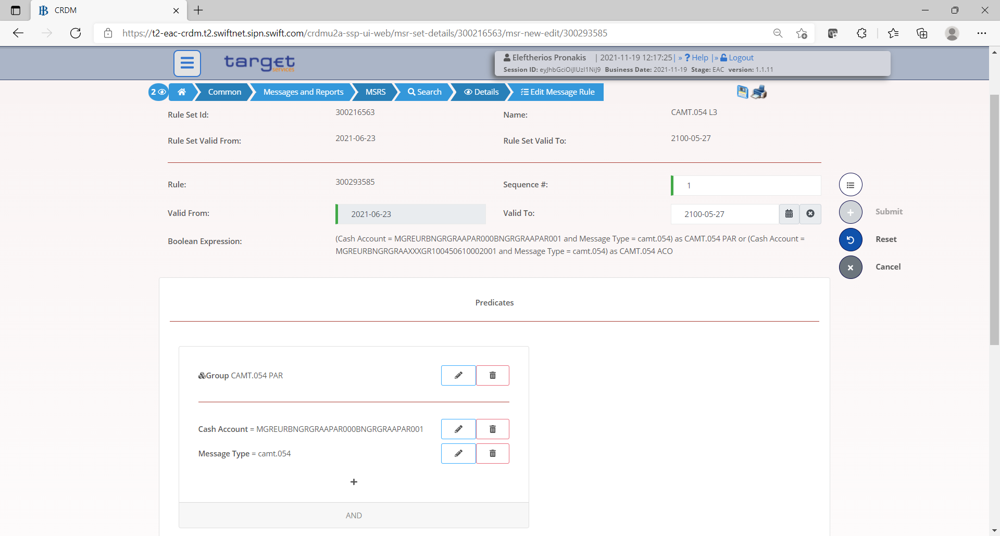 CRDM
https://t2-eac-crdm.t2.swiftnet.sipn.swift.com/crdmu2a-ssp-ui-web/msr-set-details/300216563/msr-new-edit/300293585
target services
Eleftherios Pronakis | 2021-11-19 12:17:25| » ? Help |» Logout
Session ID: eyJhbGciOiJIUzI1NiJ9 Business Date: 2021-11-19 Stage: EAC version: 1.1.11
2 Common Messages and Reports MSRS Search Details Edit Message Rule
Rule Set Id: 300216563 Name: CAMT.054 L3
Rule Set Valid From: 2021-06-23 Rule Set Valid To: 2100-05-27
Rule: 300293585 Sequence #: 1
Valid From: 2021-06-23 Valid To: 2100-05-27
Submit
Boolean Expression: (Cash Account = MGREURBNGRGRAAPAR000BNGRGRAAPAR001 and Message Type = camt.054) as CAMT.054 PAR or (Cash Account =
MGREURBNGRGRAAXXXGR100450610002001 and Message Type = camt.054) as CAMT.054 ACO
Reset
Cancel
Predicates
Group CAMT.054 PAR
Cash Account = MGREURBNGRGRAAPAR000BNGRGRAAPAR001
Message Type = camt.054
+
AND